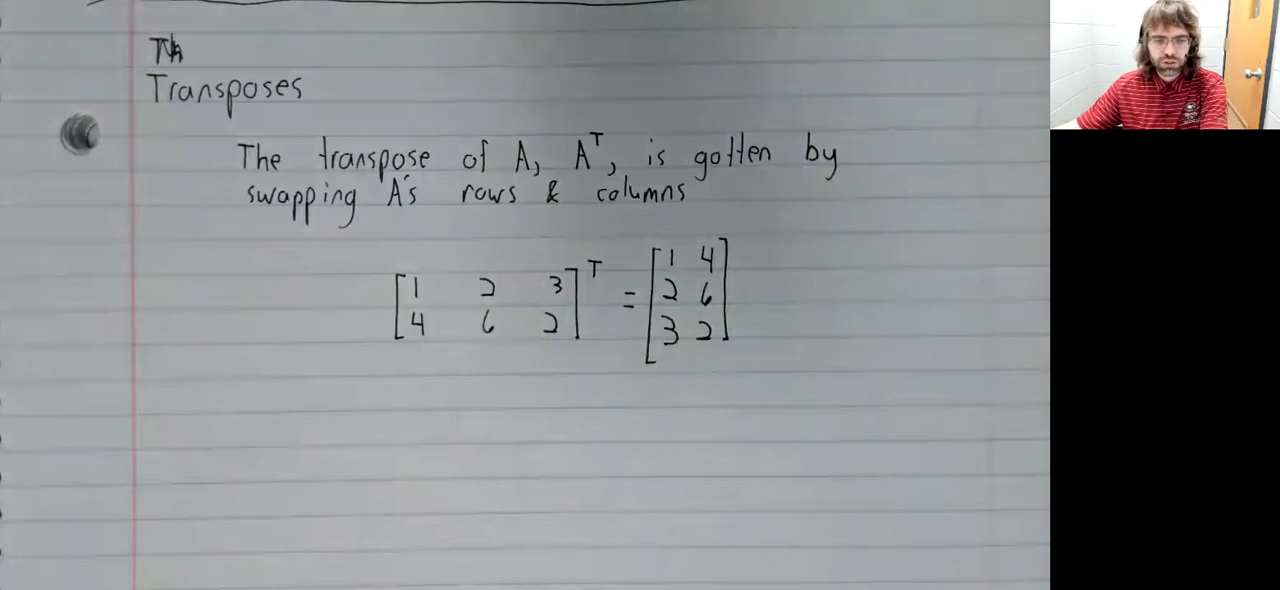 Transposes
The transpose of A, A^T, is gotten by
swapping A's rows & columns
[1 2 3; 4 6 2]^T = [1 4; 2 6; 3 2]